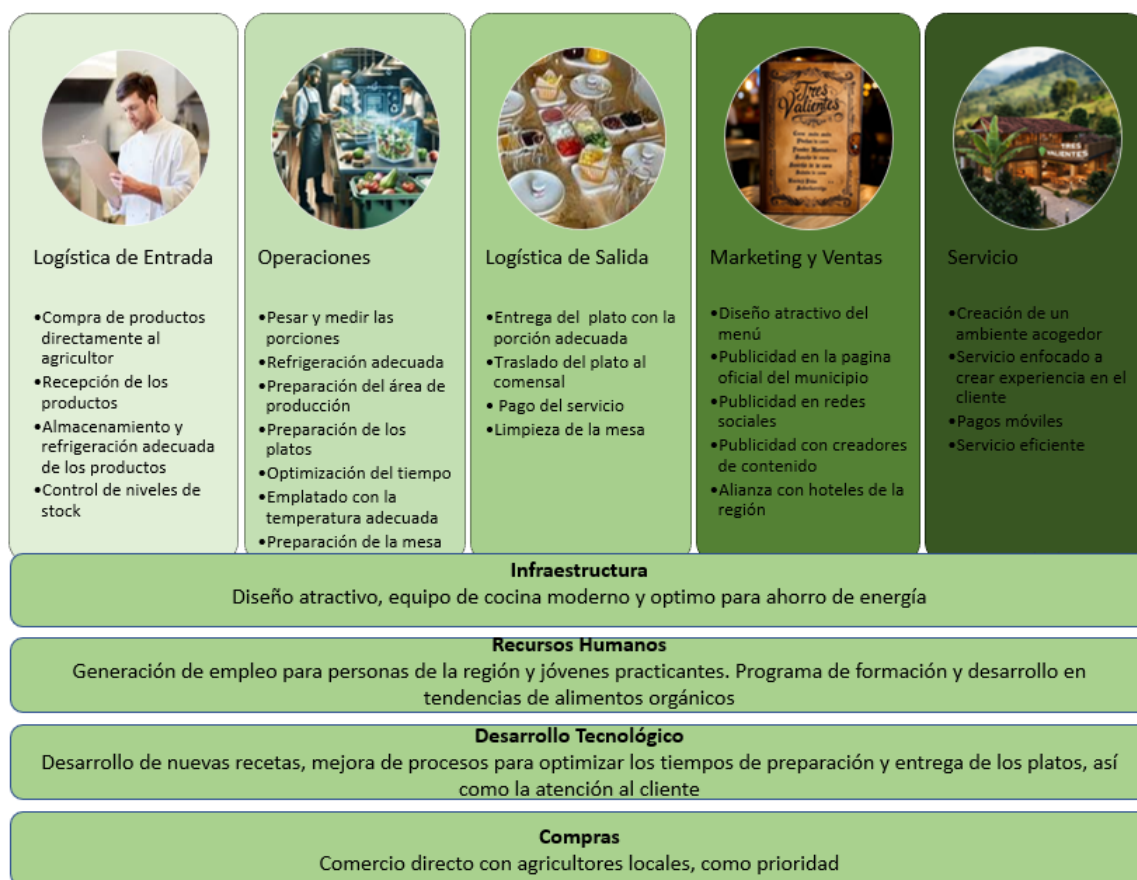 Tres
Valientes
TRES
VALIENTES
Logística de Entrada
•Compra de productos
directamente al
agricultor
•Recepción de los
productos
•Almacenamiento y
refrigeración adecuada
de los productos
•Control de niveles de
stock
Operaciones
•Pesar y medir las
porciones
•Refrigeración adecuada
•Preparación del área de
producción
•Preparación de los
platos
•Optimización del tiempo
•Emplatado con la
temperatura adecuada
•Preparación de la mesa
Logística de Salida
•Entrega del  plato con la
porción adecuada
•Traslado del plato al
comensal
• Pago del servicio
•Limpieza de la mesa
Marketing y Ventas
•Diseño atractivo del
menú
•Publicidad en la pagina
oficial del municipio
•Publicidad en redes
sociales
•Publicidad con creadores
de contenido
•Alianza con hoteles de la
región
Servicio
•Creación de un
ambiente acogedor
•Servicio enfocado a
crear experiencia en el
cliente
•Pagos móviles
•Servicio eficiente
Infraestructura
Diseño atractivo, equipo de cocina moderno y optimo para ahorro de energía
Recursos Humanos
Generación de empleo para personas de la región y jóvenes practicantes. Programa de formación y desarrollo en
tendencias de alimentos orgánicos
Desarrollo Tecnológico
Desarrollo de nuevas recetas, mejora de procesos para optimizar los tiempos de preparación y entrega de los platos, así
como la atención al cliente
Compras
Comercio directo con agricultores locales, como prioridad